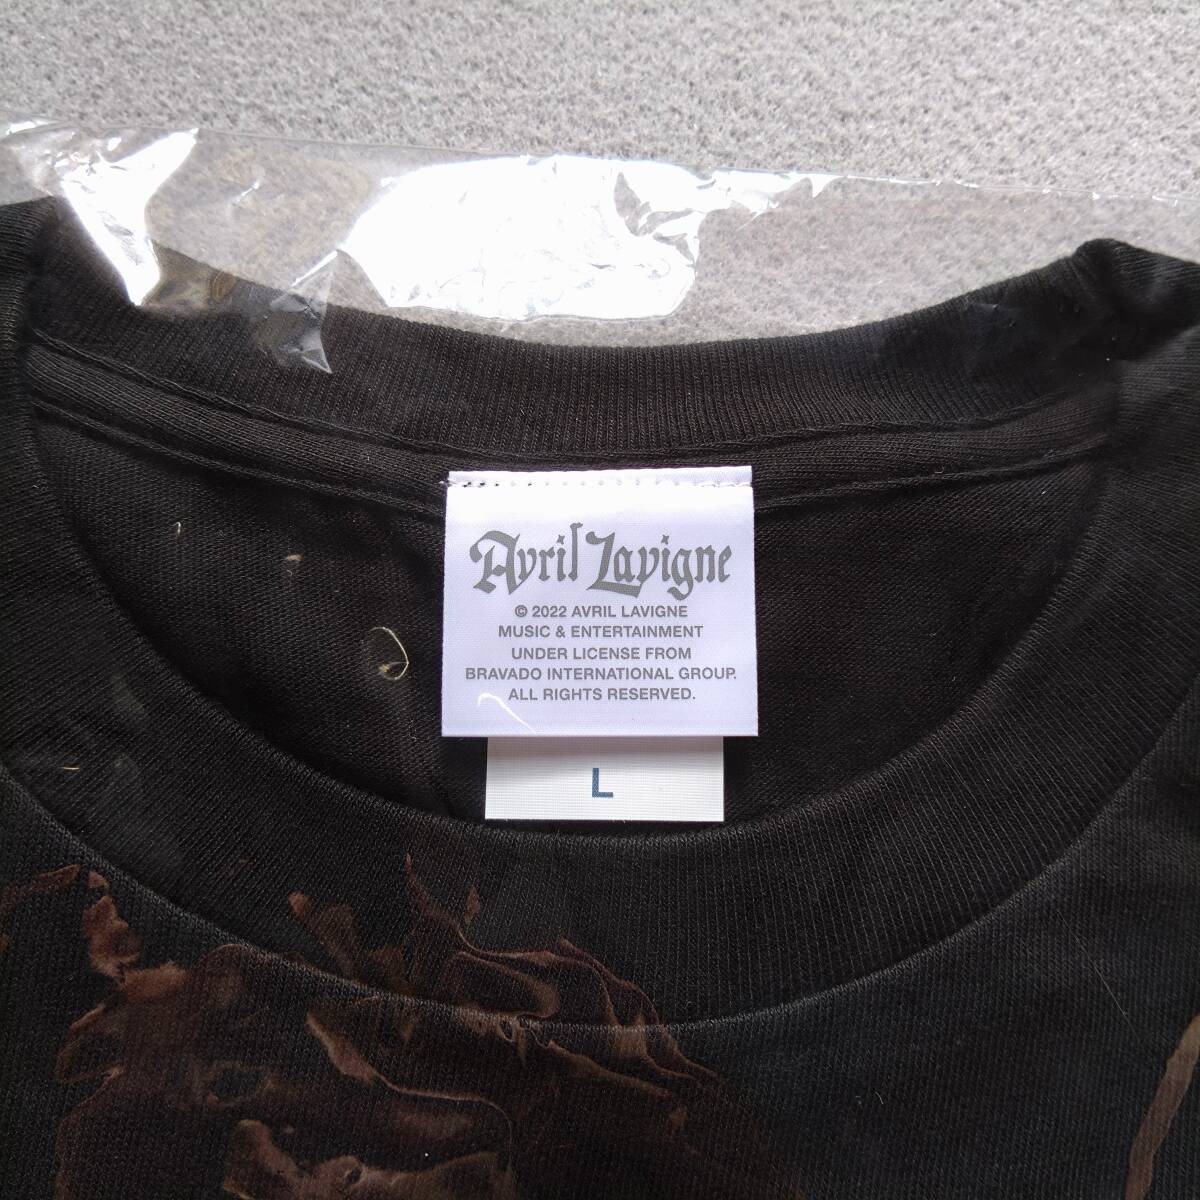 Avril Lavigne
© 2022 AVRIL LAVIGNE
MUSIC & ENTERTAINMENT
UNDER LICENSE FROM
BRAVADO INTERNATIONAL GROUP.
ALL RIGHTS RESERVED.
L